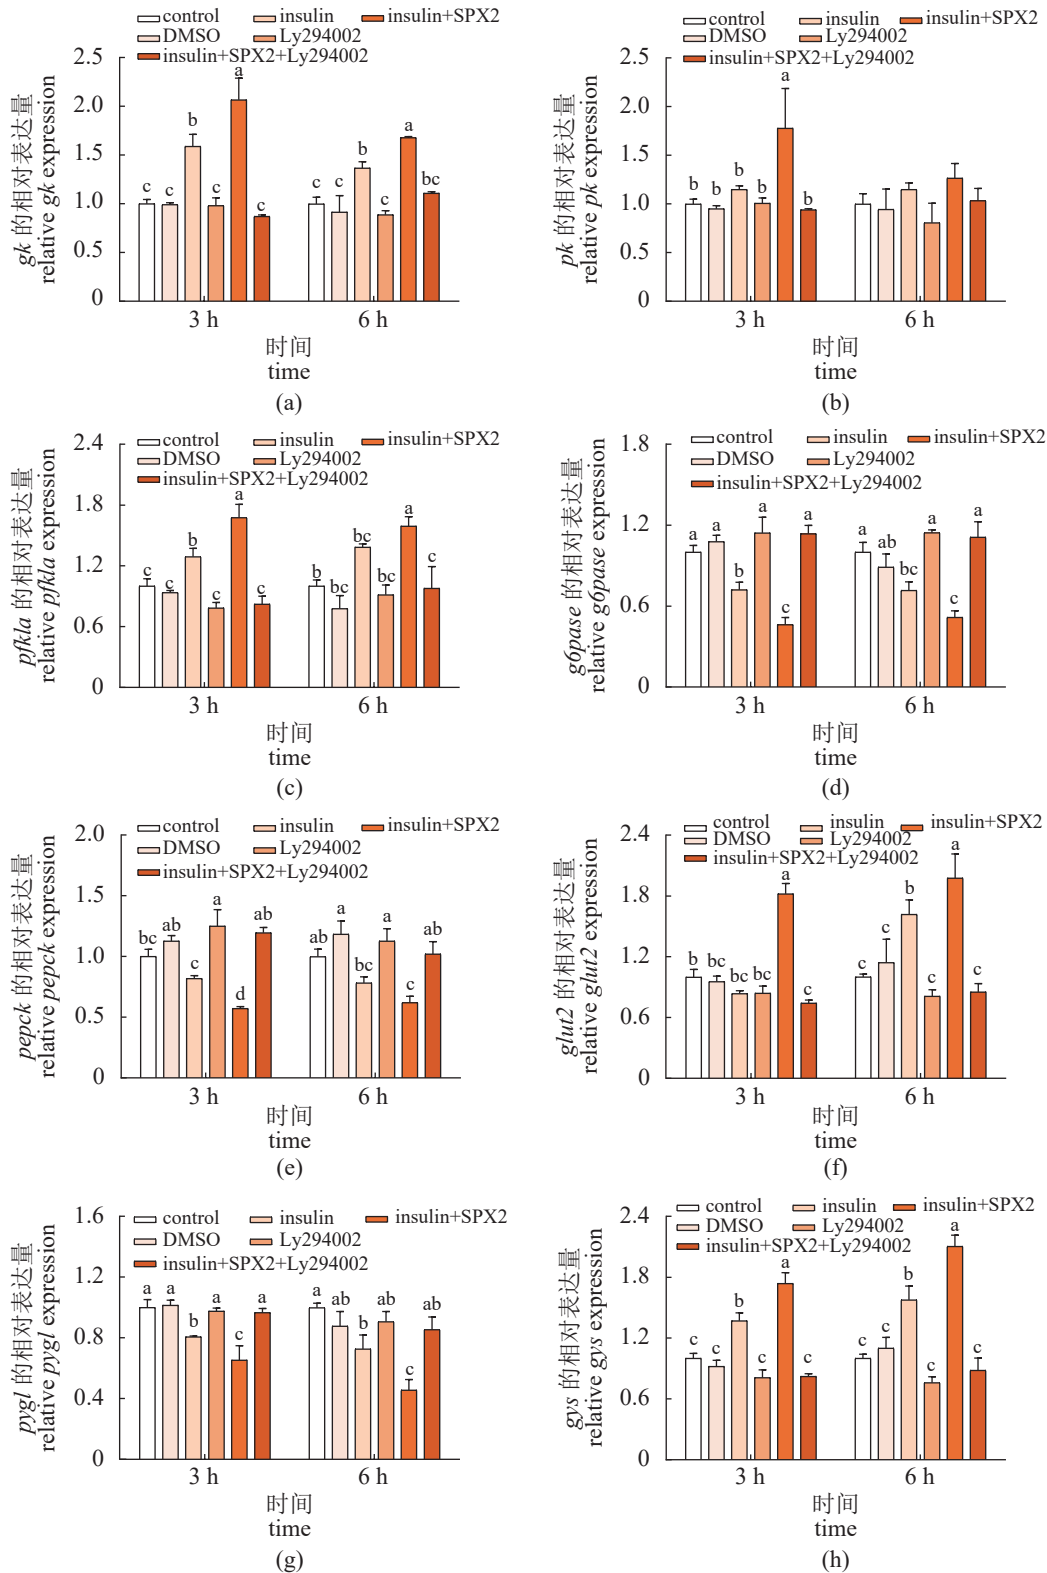 control insulin insulin+SPX2
DMSO Ly294002
insulin+SPX2+Ly294002
gk 的相对表达量
relative gk expression
2.5
2.0
1.5
1.0
0.5
0
c c b c a c
c c b c a bc
3 h 6 h
时间
time
(a)
control insulin insulin+SPX2
DMSO Ly294002
insulin+SPX2+Ly294002
pk 的相对表达量
relative pk expression
2.5
2.0
1.5
1.0
0.5
0
b b b b a b
3 h 6 h
时间
time
(b)
control insulin insulin+SPX2
DMSO Ly294002
insulin+SPX2+Ly294002
pfkla 的相对表达量
relative pfkla expression
2.4
1.8
1.2
0.6
0
c c b c a c
b bc bc bc a c
3 h 6 h
时间
time
(c)
control insulin insulin+SPX2
DMSO Ly294002
insulin+SPX2+Ly294002
g6pase 的相对表达量
relative g6pase expression
1.8
1.2
0.6
0
a a b a c a
a ab bc a c a
3 h 6 h
时间
time
(d)
control insulin insulin+SPX2
DMSO Ly294002
insulin+SPX2+Ly294002
pepck 的相对表达量
relative pepck expression
2.0
1.5
1.0
0.5
0
bc ab c a d ab
ab a bc a c ab
3 h 6 h
时间
time
(e)
control insulin insulin+SPX2
DMSO Ly294002
insulin+SPX2+Ly294002
glut2 的相对表达量
relative glut2 expression
2.4
1.8
1.2
0.6
0
b bc bc bc a c
c c b c a c
3 h 6 h
时间
time
(f)
control insulin insulin+SPX2
DMSO Ly294002
insulin+SPX2+Ly294002
pygl 的相对表达量
relative pygl expression
1.6
1.2
0.8
0.4
0
a a b a c a
a ab b ab c ab
3 h 6 h
时间
time
(g)
control insulin insulin+SPX2
DMSO Ly294002
insulin+SPX2+Ly294002
gys 的相对表达量
relative gys expression
2.4
1.8
1.2
0.6
0
c c b c a c
c c b c a c
3 h 6 h
时间
time
(h)